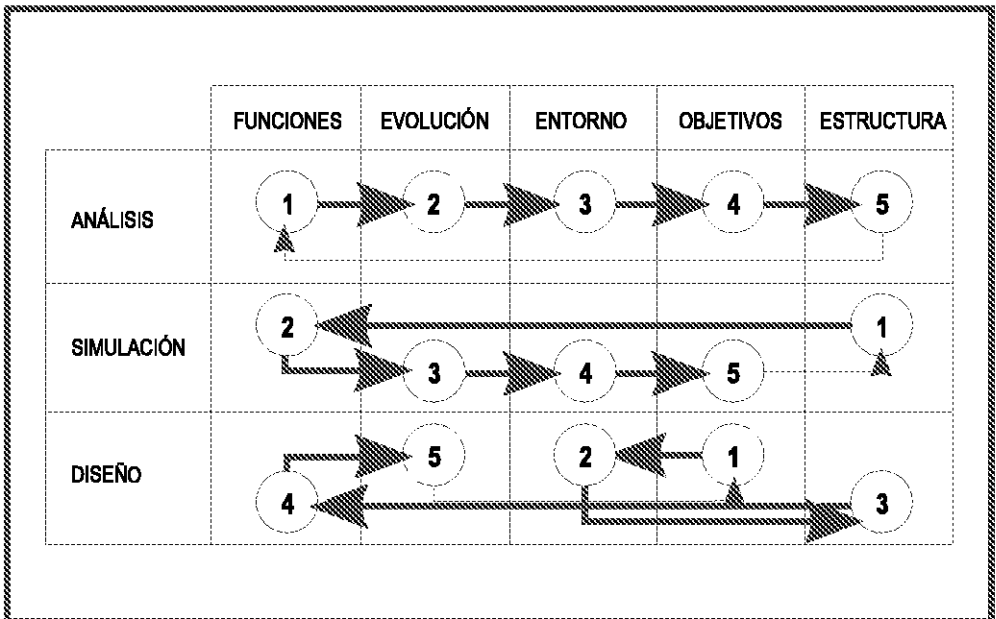 FUNCIONES EVOLUCIÓN ENTORNO OBJETIVOS ESTRUCTURA
ANÁLISIS 1 2 3 4 5
SIMULACIÓN 2 3 4 5 1
DISEÑO 4 5 2 1 3